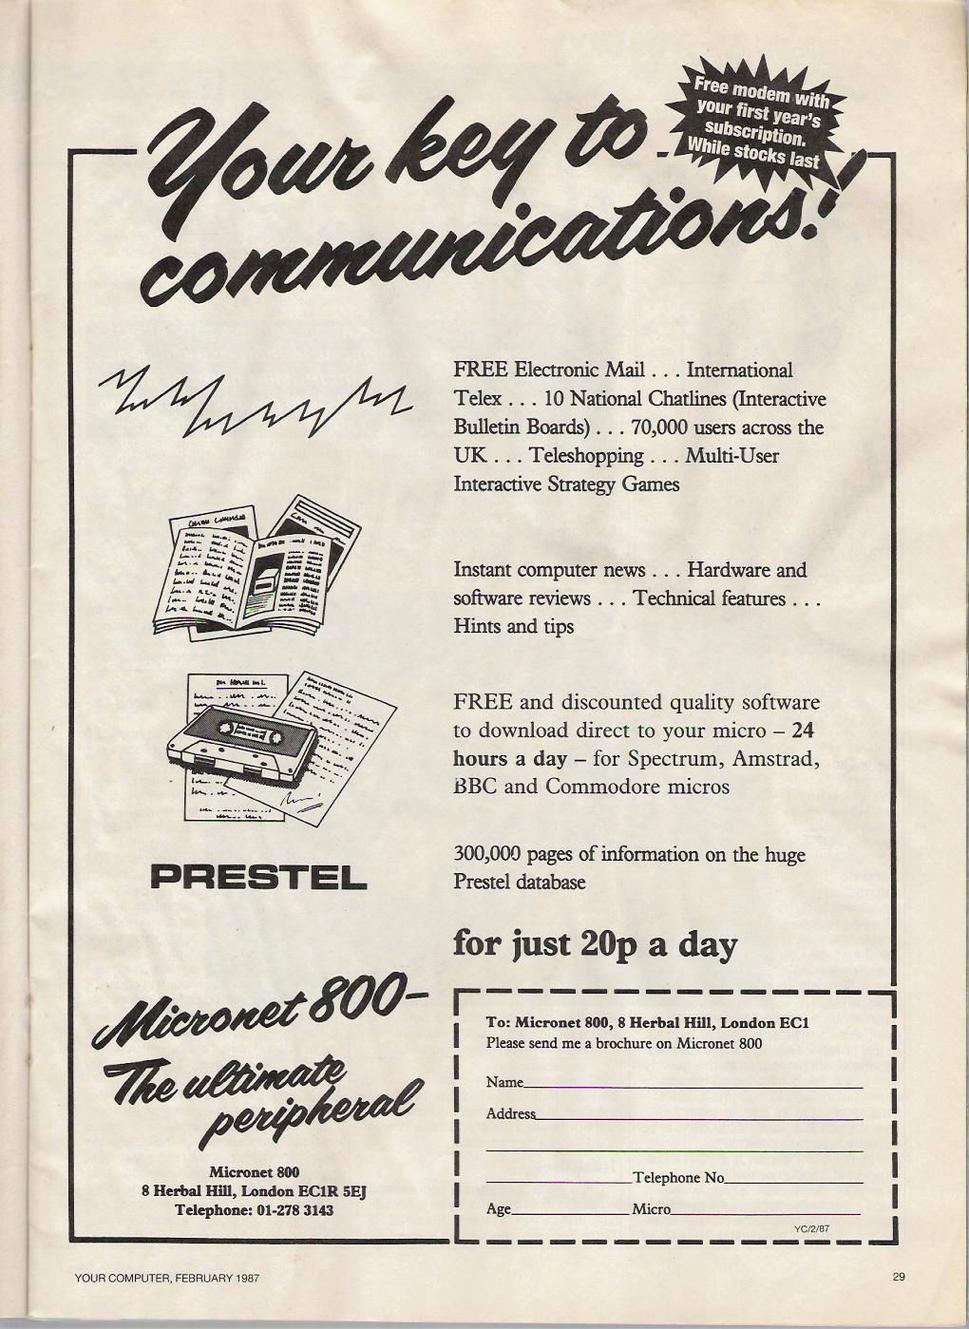 Free modem with
your first year's
subscription.
While stocks last
Your key to
communications!
FREE Electronic Mail . . . International
Telex . . . 10 National Chatlines (Interactive
Bulletin Boards) . . . 70,000 users across the
UK . . . Teleshopping . . . Multi-User
Interactive Strategy Games
Instant computer news . . . Hardware and
software reviews . . . Technical features . . .
Hints and tips
FREE and discounted quality software
to download direct to your micro – 24
hours a day – for Spectrum, Amstrad,
BBC and Commodore micros
PRESTEL
300,000 pages of information on the huge
Prestel database
for just 20p a day
Micronet 800–
The ultimate
peripheral
Micronet 800
8 Herbal Hill, London EC1R 5EJ
Telephone: 01-278 3143
To: Micronet 800, 8 Herbal Hill, London EC1
Please send me a brochure on Micronet 800
Name
Address
Telephone No
Age Micro
YC/2/87
YOUR COMPUTER, FEBRUARY 1987
29